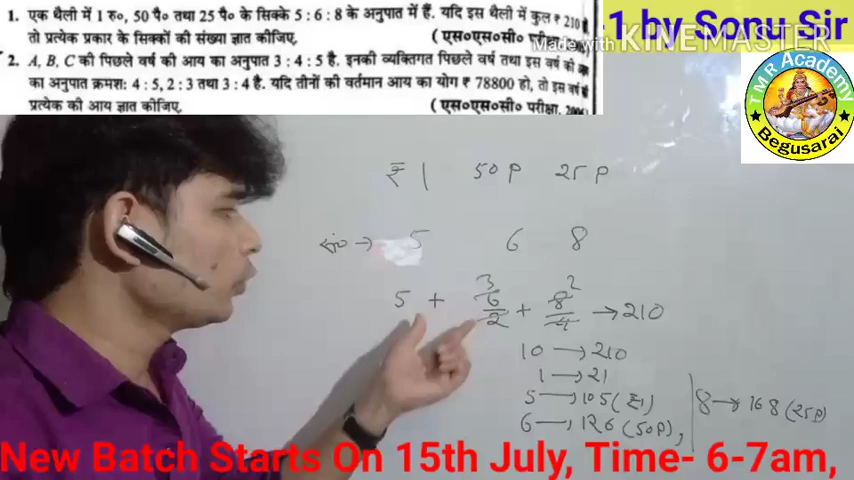 1. एक थैली में 1 रु०, 50 पै० तथा 25 पै० के सिक्के 5 : 6 : 8 के अनुपात में हैं. यदि इस थैली में कुल ₹ 210
तो प्रत्येक प्रकार के सिक्कों की संख्या ज्ञात कीजिए.
( एस०एस०सी० परीक्षा
2. A, B, C की पिछले वर्ष की आय का अनुपात 3 : 4 : 5 है. इनकी व्यक्तिगत पिछले वर्ष तथा इस वर्ष की
का अनुपात क्रमशः 4 : 5, 2 : 3 तथा 3 : 4 है. यदि तीनों की वर्तमान आय का योग ₹ 78800 हो, तो इस वर्ष
प्रत्येक की आय ज्ञात कीजिए.
(एस०एस०सी० परीक्षा,
1 by Sonu Sir
Made with KINEMASTER
TMR Academy
Begusarai
₹ 1 50 P 25 P
→ 5 6 8
3 2
5 + 6/2 + 8/4 → 210
10 → 210
1 → 21
5 → 105 (₹1)
6 → 126 (50P),
8 → 168 (25P)
New Batch Starts On 15th July, Time- 6-7am,